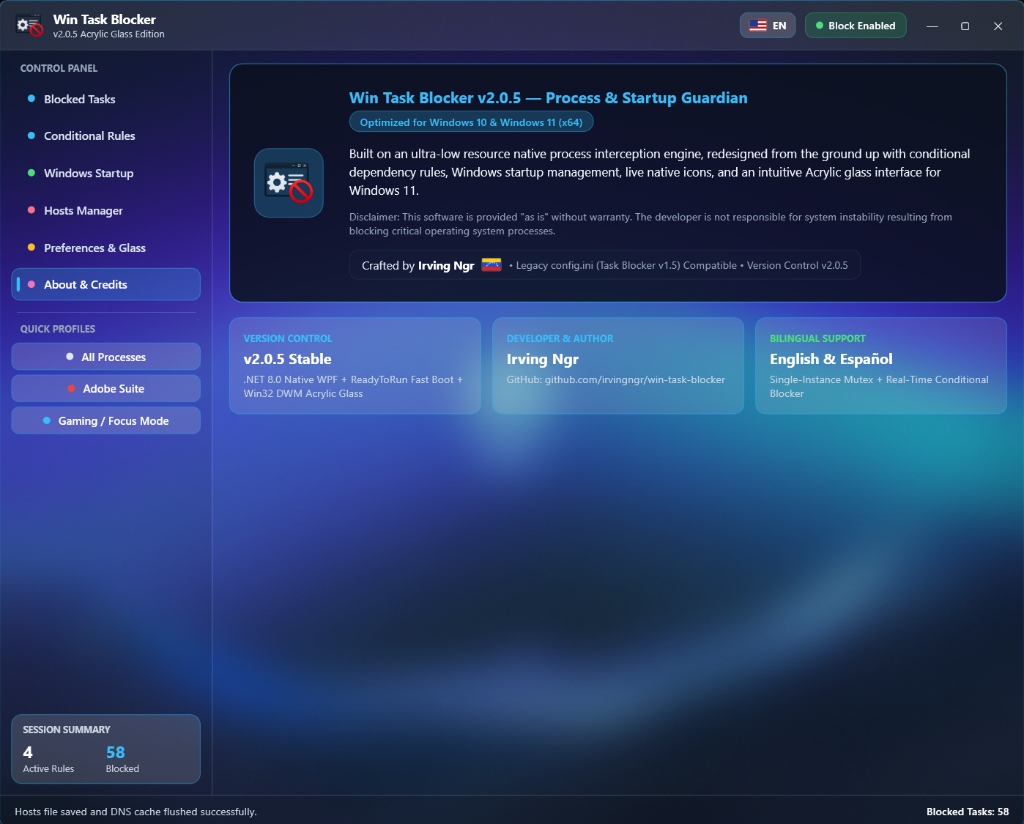 Win Task Blocker
v2.0.5 Acrylic Glass Edition
EN
Block Enabled
CONTROL PANEL
Blocked Tasks
Conditional Rules
Windows Startup
Hosts Manager
Preferences & Glass
About & Credits
QUICK PROFILES
All Processes
Adobe Suite
Gaming / Focus Mode
SESSION SUMMARY
4
58
Active Rules
Blocked
Win Task Blocker v2.0.5 — Process & Startup Guardian
Optimized for Windows 10 & Windows 11 (x64)
Built on an ultra-low resource native process interception engine, redesigned from the ground up with conditional
dependency rules, Windows startup management, live native icons, and an intuitive Acrylic glass interface for
Windows 11.
Disclaimer: This software is provided "as is" without warranty. The developer is not responsible for system instability resulting from
blocking critical operating system processes.
Crafted by Irving Ngr • Legacy config.ini (Task Blocker v1.5) Compatible • Version Control v2.0.5
VERSION CONTROL
v2.0.5 Stable
.NET 8.0 Native WPF + ReadyToRun Fast Boot +
Win32 DWM Acrylic Glass
DEVELOPER & AUTHOR
Irving Ngr
GitHub: github.com/irvingngr/win-task-blocker
BILINGUAL SUPPORT
English & Español
Single-Instance Mutex + Real-Time Conditional
Blocker
Hosts file saved and DNS cache flushed successfully.
Blocked Tasks: 58